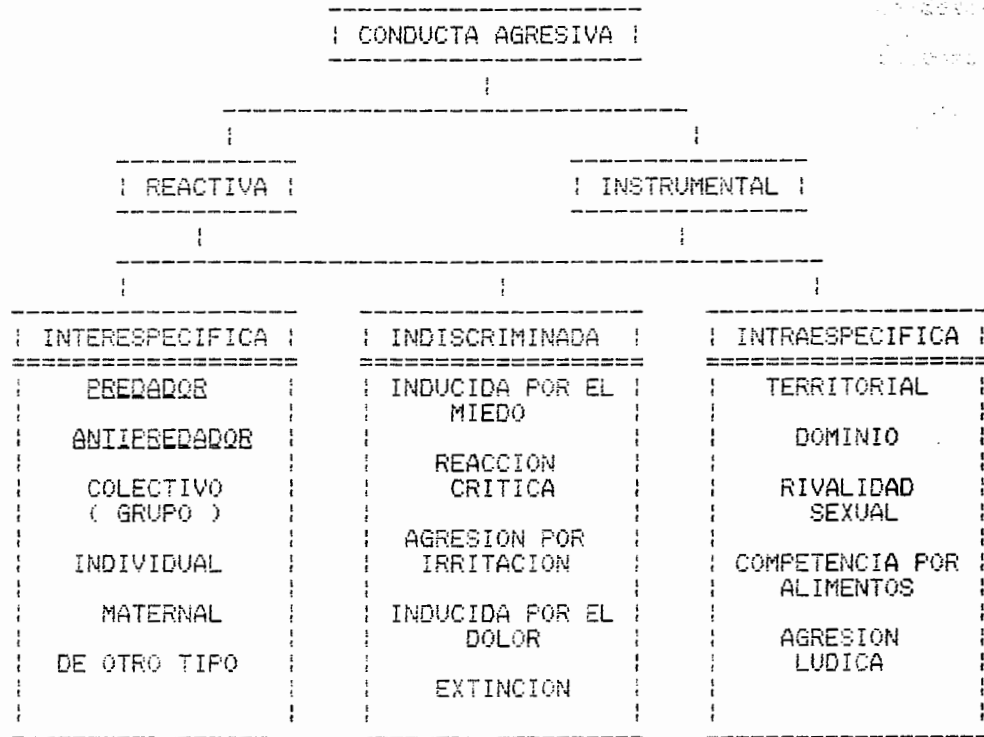 CONDUCTA AGRESIVA
REACTIVA
INSTRUMENTAL
INTERESPECIFICA
PREDADOR
ANTIPREDADOR
COLECTIVO
( GRUPO )
INDIVIDUAL
MATERNAL
DE OTRO TIPO
INDISCRIMINADA
INDUCIDA POR EL
MIEDO
REACCION
CRITICA
AGRESION POR
IRRITACION
INDUCIDA POR EL
DOLOR
EXTINCION
INTRAESPECIFICA
TERRITORIAL
DOMINIO
RIVALIDAD
SEXUAL
COMPETENCIA POR
ALIMENTOS
AGRESION
LUDICA